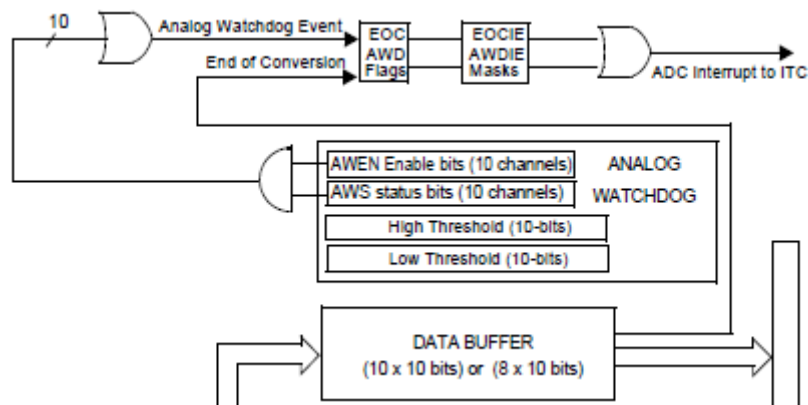 10
Analog Watchdog Event
End of Conversion
EOC
AWD
Flags
EOCIE
AWDIE
Masks
ADC Interrupt to ITC
AWEN Enable bits (10 channels)
AWS status bits (10 channels)
ANALOG
WATCHDOG
High Threshold (10-bits)
Low Threshold (10-bits)
DATA BUFFER
(10 x 10 bits) or (8 x 10 bits)